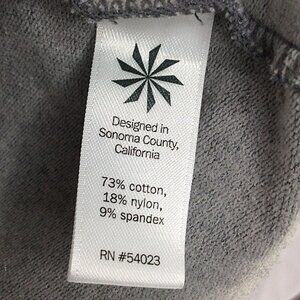 Designed in
Sonoma County,
California
73% cotton,
18% nylon,
9% spandex
RN #54023